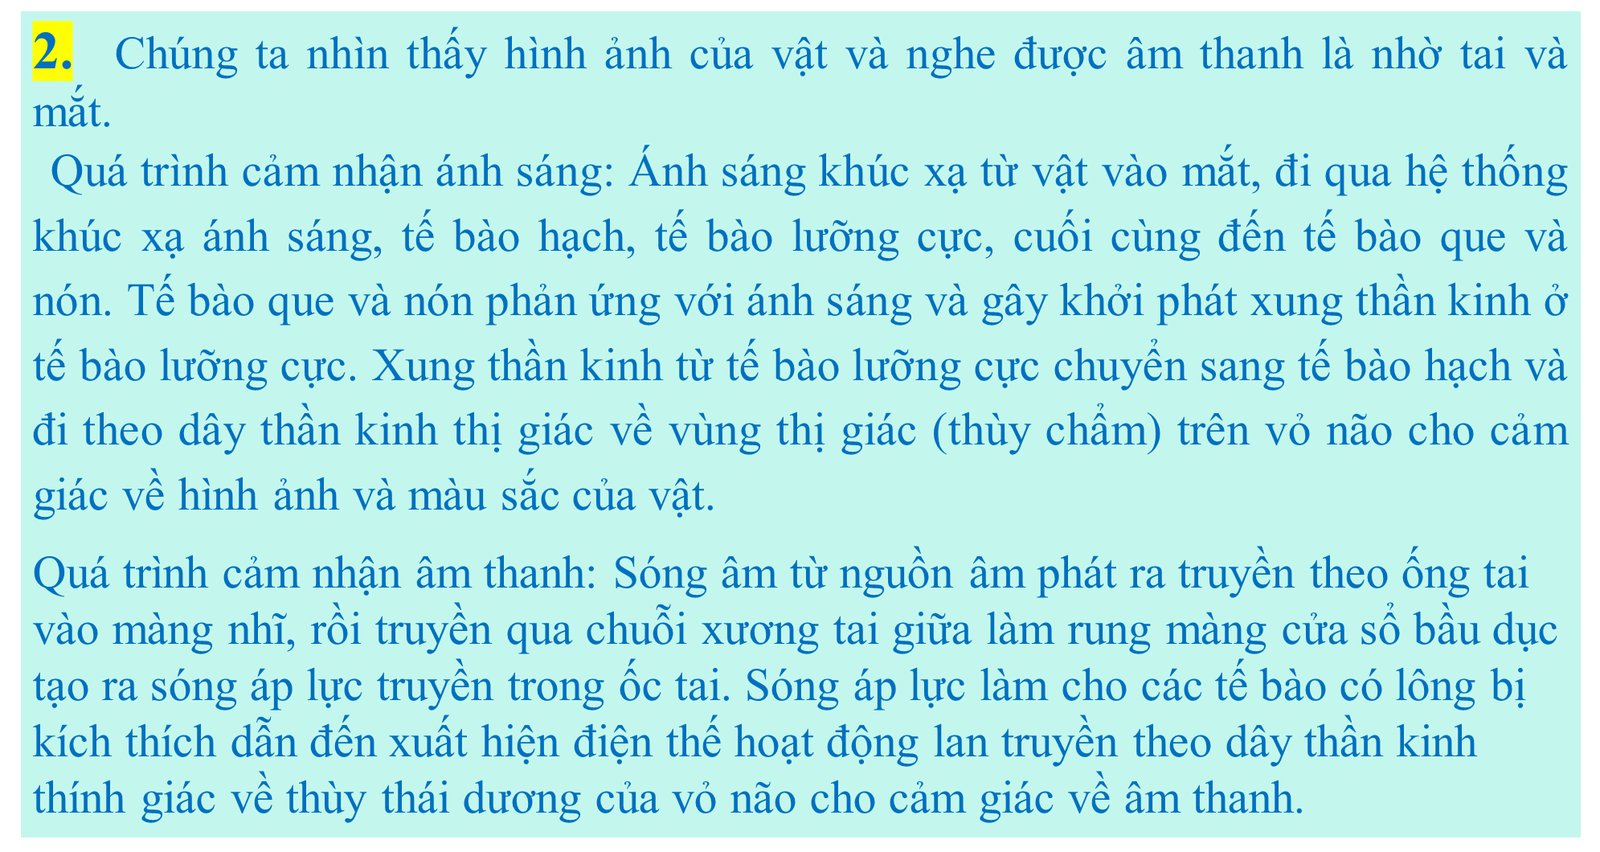 2. Chúng ta nhìn thấy hình ảnh của vật và nghe được âm thanh là nhờ tai và
mắt.
Quá trình cảm nhận ánh sáng: Ánh sáng khúc xạ từ vật vào mắt, đi qua hệ thống
khúc xạ ánh sáng, tế bào hạch, tế bào lưỡng cực, cuối cùng đến tế bào que và
nón. Tế bào que và nón phản ứng với ánh sáng và gây khởi phát xung thần kinh ở
tế bào lưỡng cực. Xung thần kinh từ tế bào lưỡng cực chuyển sang tế bào hạch và
đi theo dây thần kinh thị giác về vùng thị giác (thùy chẩm) trên vỏ não cho cảm
giác về hình ảnh và màu sắc của vật.
Quá trình cảm nhận âm thanh: Sóng âm từ nguồn âm phát ra truyền theo ống tai
vào màng nhĩ, rồi truyền qua chuỗi xương tai giữa làm rung màng cửa sổ bầu dục
tạo ra sóng áp lực truyền trong ốc tai. Sóng áp lực làm cho các tế bào có lông bị
kích thích dẫn đến xuất hiện điện thế hoạt động lan truyền theo dây thần kinh
thính giác về thùy thái dương của vỏ não cho cảm giác về âm thanh.